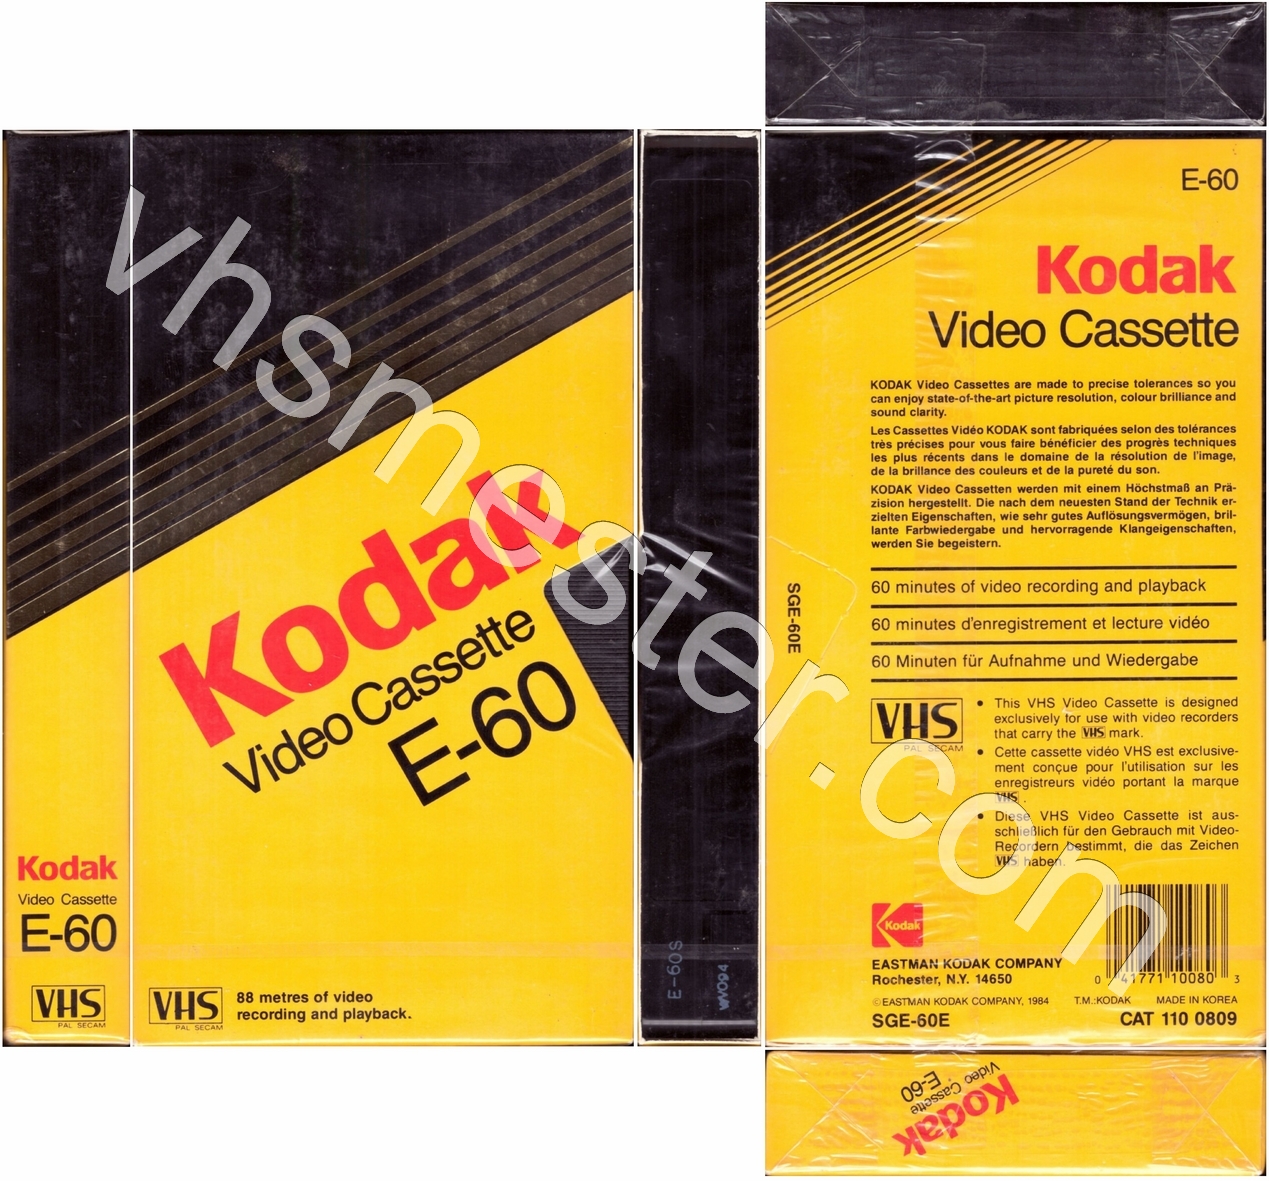 Kodak
Video Cassette
E-60
VHS
PAL SECAM
Kodak
Video Cassette
E-60
VHS
PAL SECAM
88 metres of video
recording and playback.
E-60S
WV094
E-60
Kodak
Video Cassette
KODAK Video Cassettes are made to precise tolerances so you
can enjoy state-of-the-art picture resolution, colour brilliance and
sound clarity.
Les Cassettes Vidéo KODAK sont fabriquées selon des tolérances
très précises pour vous faire bénéficier des progrès techniques
les plus récents dans le domaine de la résolution de l'image,
de la brillance des couleurs et de la pureté du son.
KODAK Video Cassetten werden mit einem Höchstmaß an Prä-
zision hergestellt. Die nach dem neuesten Stand der Technik er-
zielten Eigenschaften, wie sehr gutes Auflösungsvermögen, bril-
lante Farbwiedergabe und hervorragende Klangeigenschaften,
werden Sie begeistern.
60 minutes of video recording and playback
60 minutes d'enregistrement et lecture vidéo
60 Minuten für Aufnahme und Wiedergabe
SGE-60E
VHS
PAL SECAM
• This VHS Video Cassette is designed
exclusively for use with video recorders
that carry the VHS mark.
• Cette cassette vidéo VHS est exclusive-
ment conçue pour l'utilisation sur les
enregistreurs vidéo portant la marque
VHS.
• Diese VHS Video Cassette ist aus-
schließlich für den Gebrauch mit Video-
Recordern bestimmt, die das Zeichen
VHS haben.
Kodak
EASTMAN KODAK COMPANY
Rochester, N.Y. 14650
0 41771 10080 3
© EASTMAN KODAK COMPANY, 1984 T.M.:KODAK MADE IN KOREA
SGE-60E CAT 110 0809
Kodak
Video Cassette
E-60
vhsmester.com